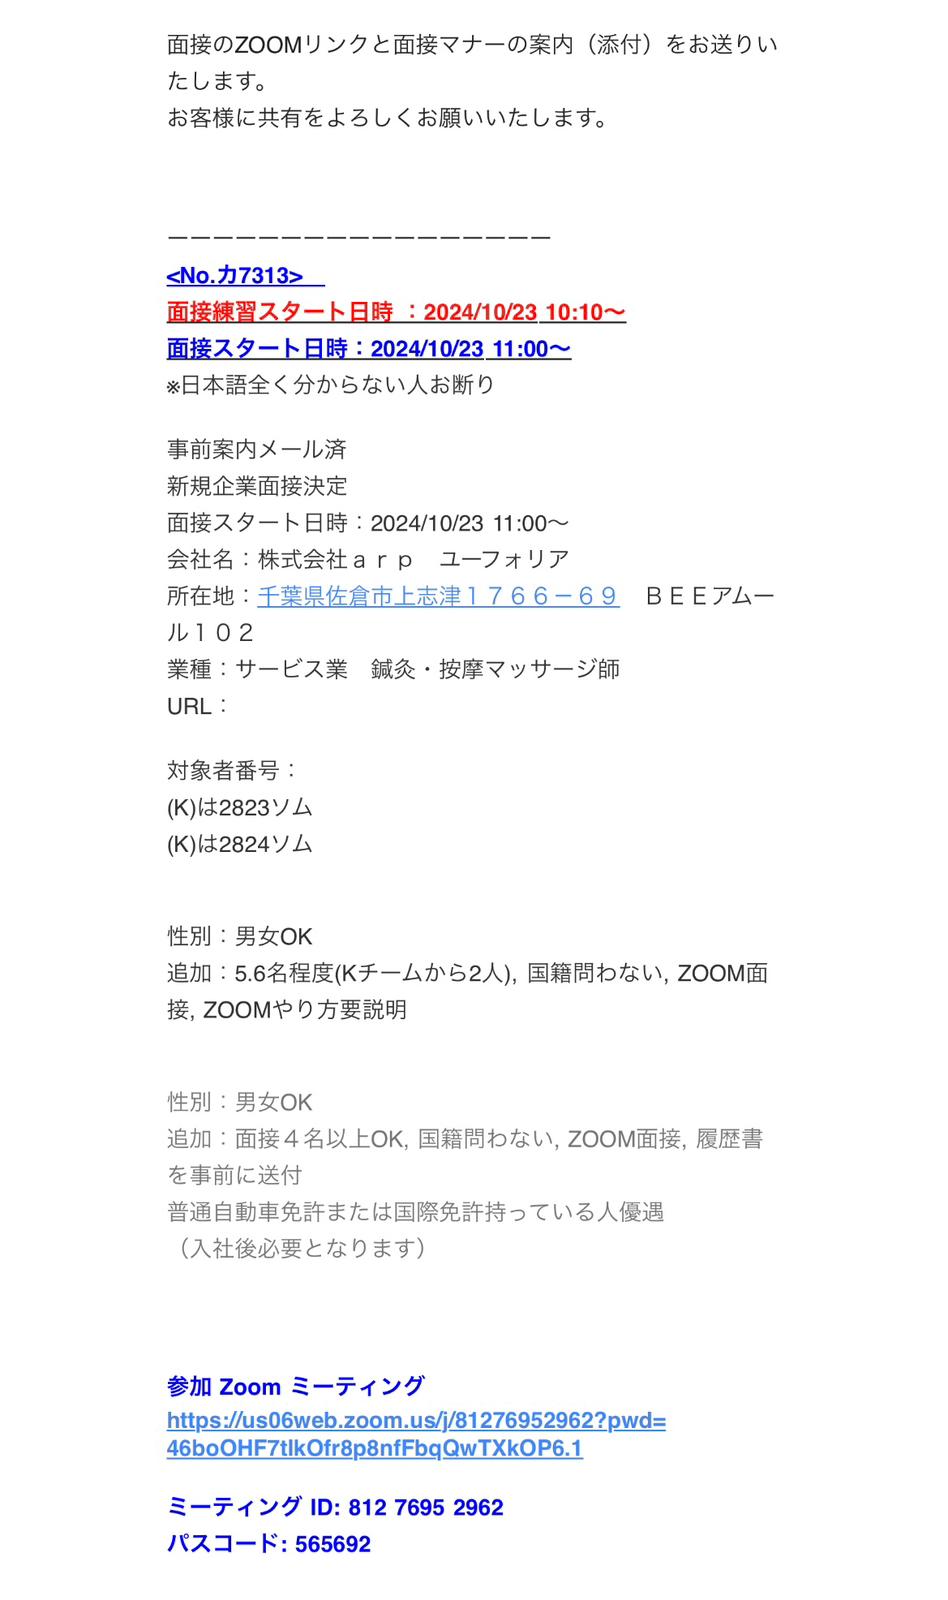 面接のZOOMリンクと面接マナーの案内（添付）をお送りい
たします。
お客様に共有をよろしくお願いいたします。
ーーーーーーーーーーーーーーーーー
<No.カ7313>
面接練習スタート日時 ：2024/10/23 10:10〜
面接スタート日時：2024/10/23 11:00〜
※日本語全く分からない人お断り
事前案内メール済
新規企業面接決定
面接スタート日時：2024/10/23 11:00〜
会社名：株式会社ａｒｐ　ユーフォリア
所在地：千葉県佐倉市上志津１７６６－６９　ＢＥＥアムー
ル１０２
業種：サービス業　鍼灸・按摩マッサージ師
URL：
対象者番号：
(K)は2823ソム
(K)は2824ソム
性別：男女OK
追加：5.6名程度(Kチームから2人), 国籍問わない, ZOOM面
接, ZOOMやり方要説明
性別：男女OK
追加：面接４名以上OK, 国籍問わない, ZOOM面接, 履歴書
を事前に送付
普通自動車免許または国際免許持っている人優遇
（入社後必要となります）
参加 Zoom ミーティング
https://us06web.zoom.us/j/81276952962?pwd=
46boOHF7tlkOfr8p8nfFbqQwTXkOP6.1
ミーティング ID: 812 7695 2962
パスコード: 565692